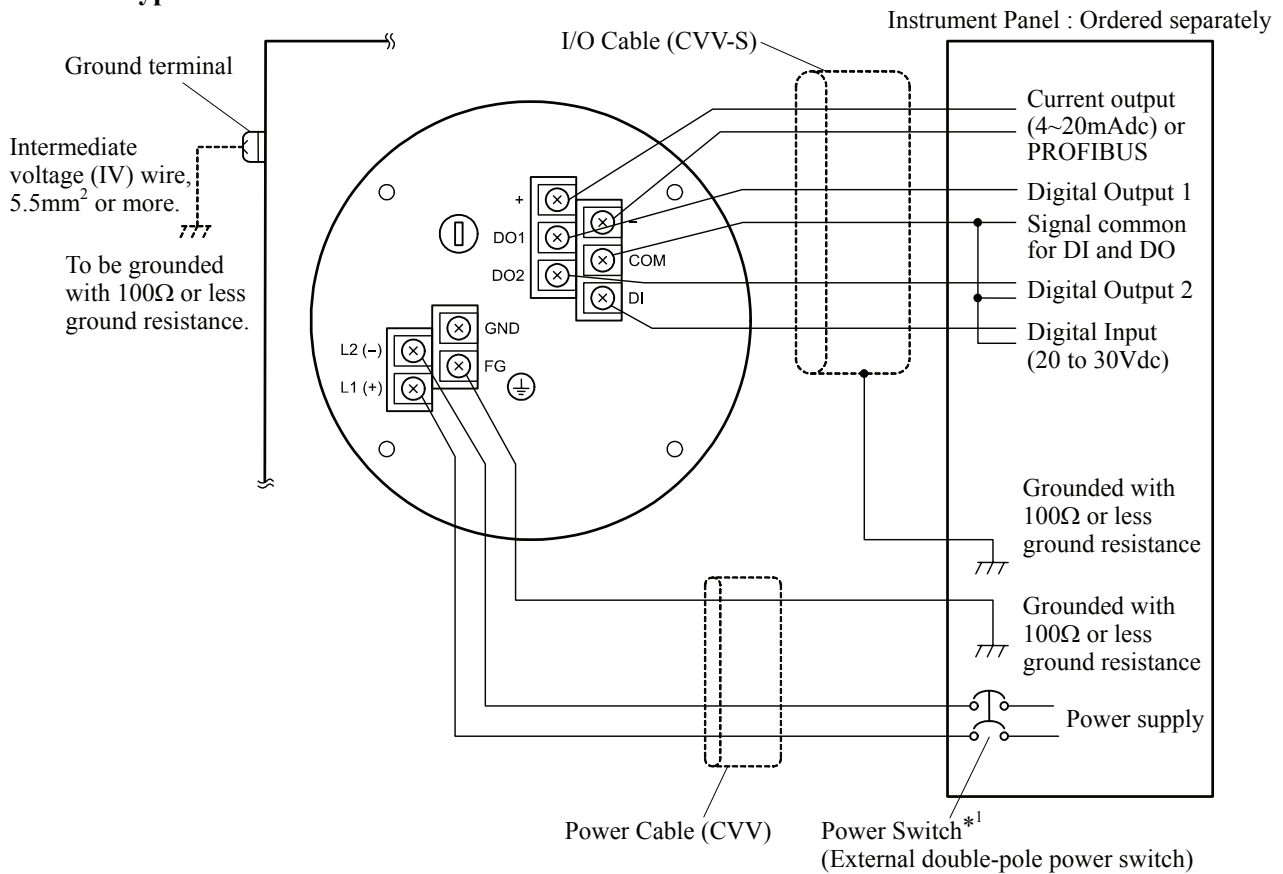 Instrument Panel : Ordered separately
I/O Cable (CVV-S)
Ground terminal
Intermediate
voltage (IV) wire,
5.5mm² or more.
To be grounded
with 100Ω or less
ground resistance.
Current output
(4~20mAdc) or
PROFIBUS
Digital Output 1
Signal common
for DI and DO
Digital Output 2
Digital Input
(20 to 30Vdc)
+
DO1
DO2
−
COM
DI
GND
FG
L2 (−)
L1 (+)
Grounded with
100Ω or less
ground resistance
Grounded with
100Ω or less
ground resistance
Power supply
Power Cable (CVV)
Power Switch*¹
(External double-pole power switch)